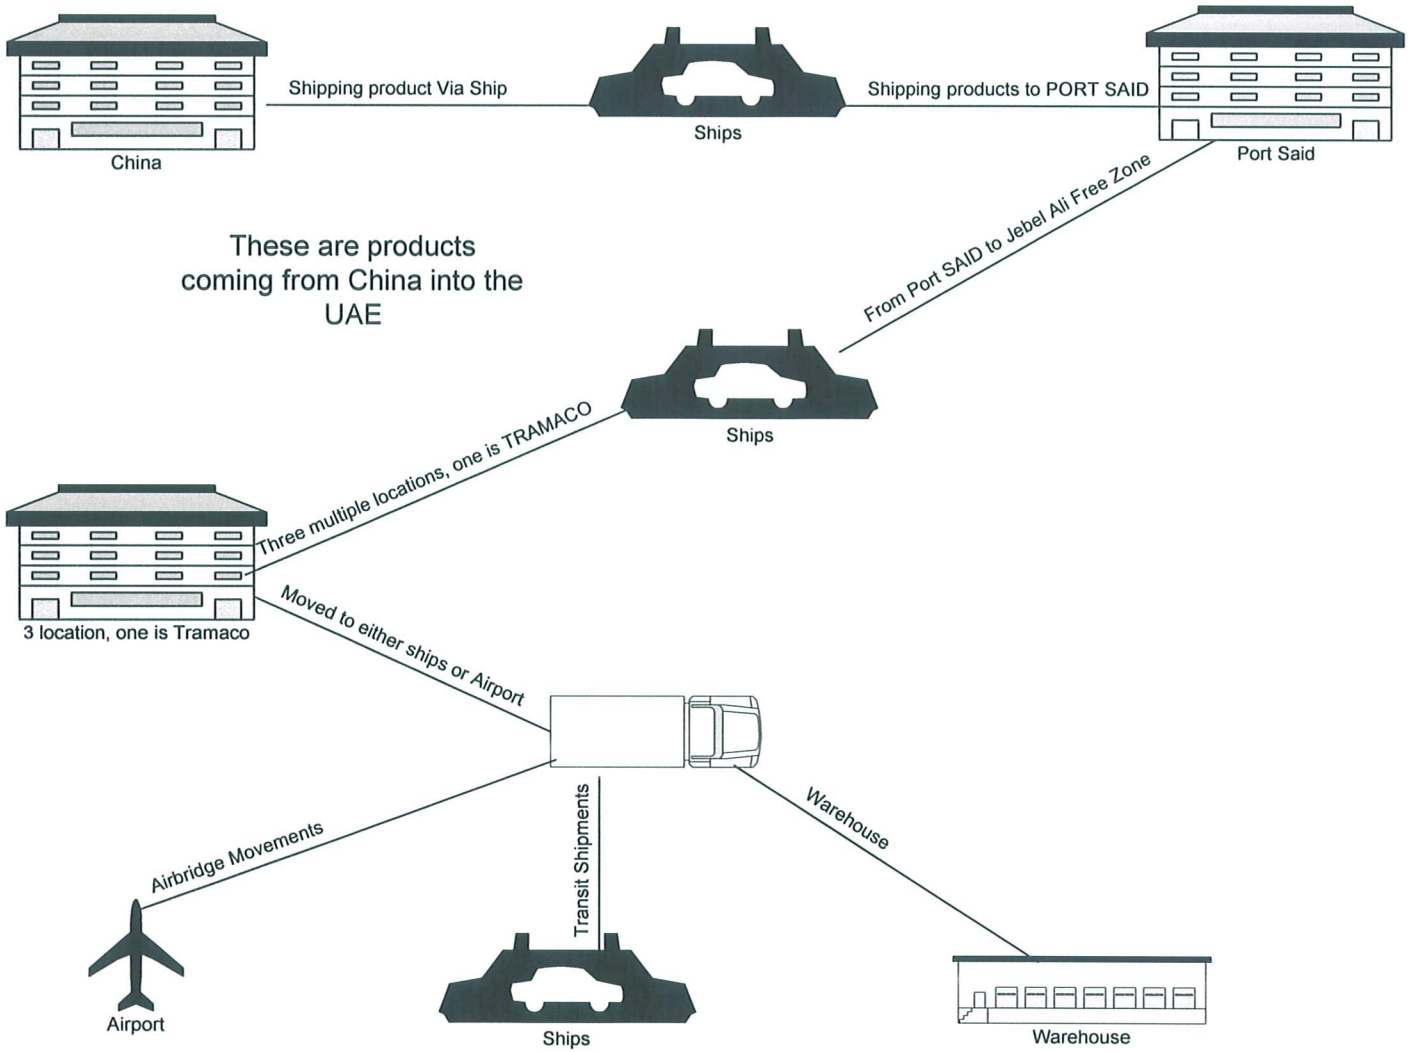 Shipping product Via Ship
Shipping products to PORT SAID
Ships
China
Port Said
From Port SAID to Jebel Ali Free Zone
These are products
coming from China into the
UAE
Ships
Three multiple locations, one is TRAMACO
3 location, one is Tramaco
Moved to either ships or Airport
Airbridge Movements
Transit Shipments
Warehouse
Airport
Ships
Warehouse